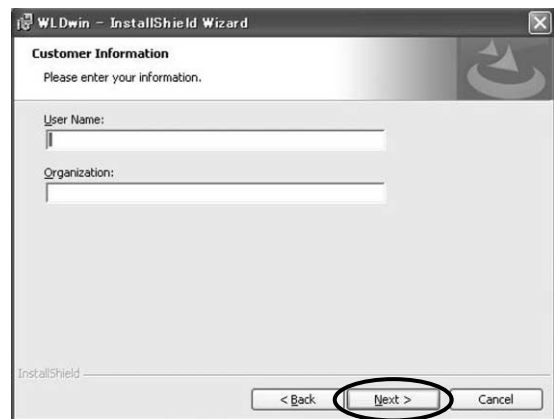 WLDwin - InstallShield Wizard
Customer Information
Please enter your information.
User Name:
Organization:
InstallShield
< Back Next > Cancel